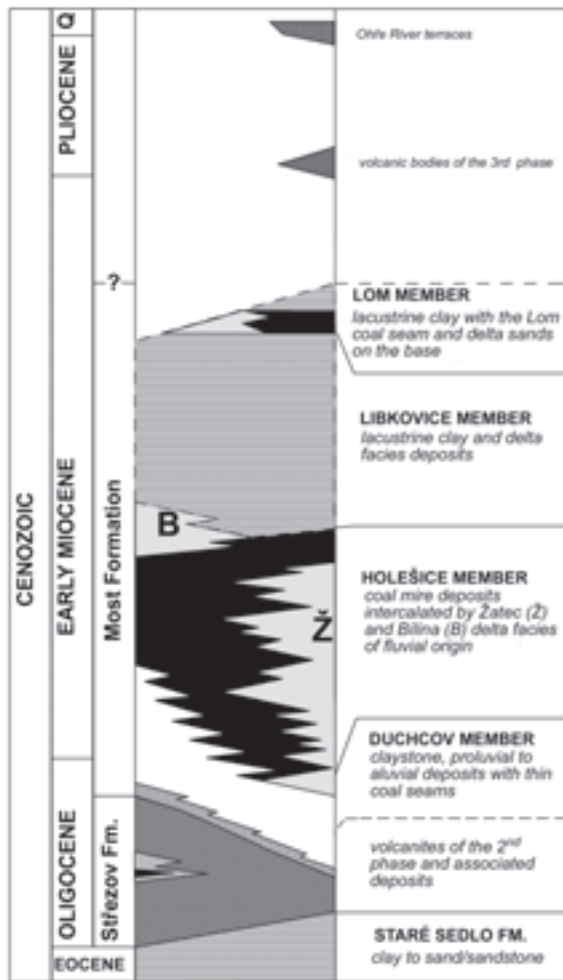 CENOZOIC
Q
PLIOCENE
EARLY MIOCENE
OLIGOCENE
EOCENE
?
Most Formation
Střezov Fm.
B
Ž
Ohře River terraces
volcanic bodies of the 3rd phase
LOM MEMBER
lacustrine clay with the Lom
coal seam and delta sands
on the base
LIBKOVICE MEMBER
lacustrine clay and delta
facies deposits
HOLEŠICE MEMBER
coal mire deposits
intercalated by Žatec (Ž)
and Bílina (B) delta facies
of fluvial origin
DUCHCOV MEMBER
claystone, proluvial to
aluvial deposits with thin
coal seams
volcanites of the 2nd
phase and associated
deposits
STARÉ SEDLO FM.
clay to sand/sandstone